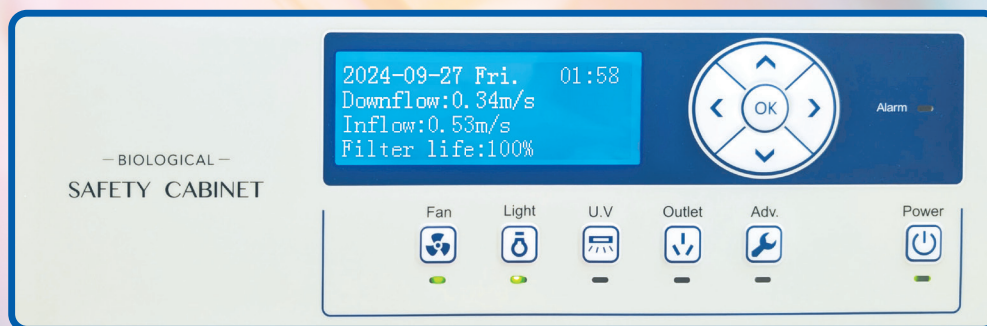 2024-09-27 Fri. 01:58
Downflow:0.34m/s
Inflow:0.53m/s
Filter life:100%
OK
Alarm
—BIOLOGICAL—
SAFETY CABINET
Fan Light U.V Outlet Adv. Power